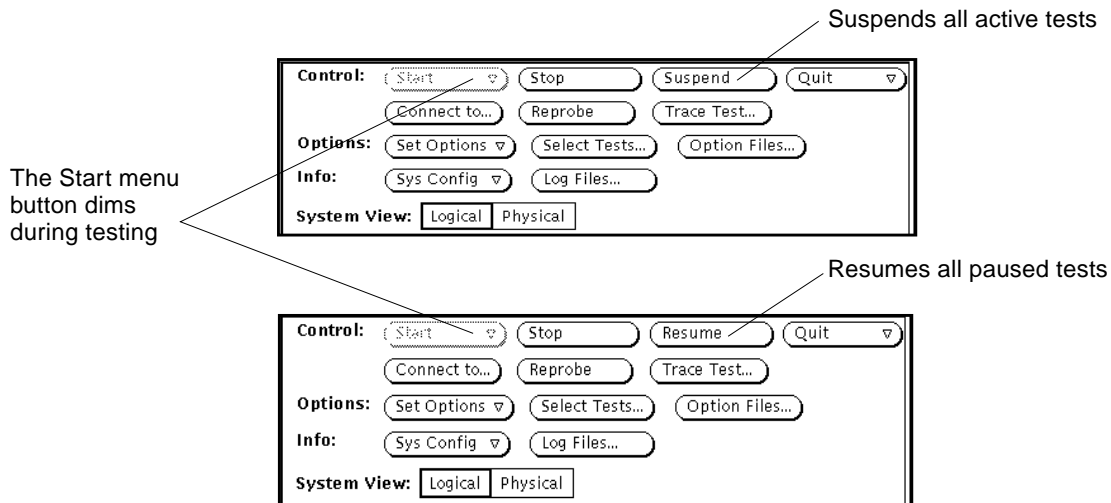 Suspends all active tests
Control: Start Stop Suspend Quit
Connect to... Reprobe Trace Test...
Options: Set Options Select Tests... Option Files...
Info: Sys Config Log Files...
System View: Logical Physical
The Start menu
button dims
during testing
Resumes all paused tests
Control: Start Stop Resume Quit
Connect to... Reprobe Trace Test...
Options: Set Options Select Tests... Option Files...
Info: Sys Config Log Files...
System View: Logical Physical